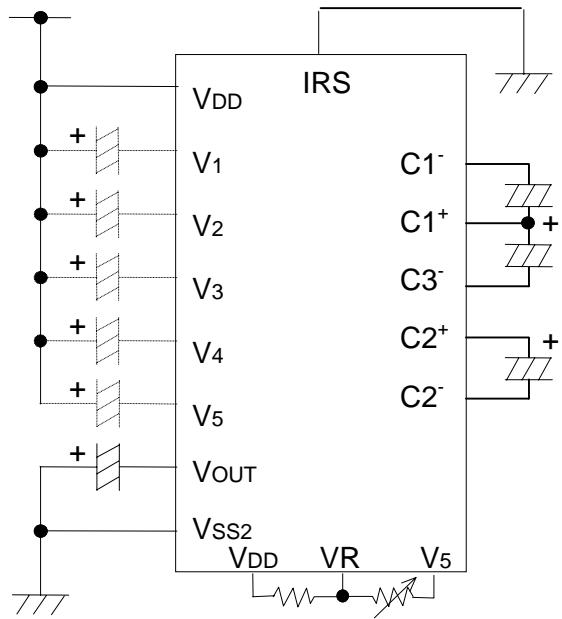 IRS
VDD
+
V1
C1-
+
V2
C1+
+
+
V3
C3-
+
V4
C2+
+
+
V5
C2-
+
VOUT
VSS2
VDD VR V5